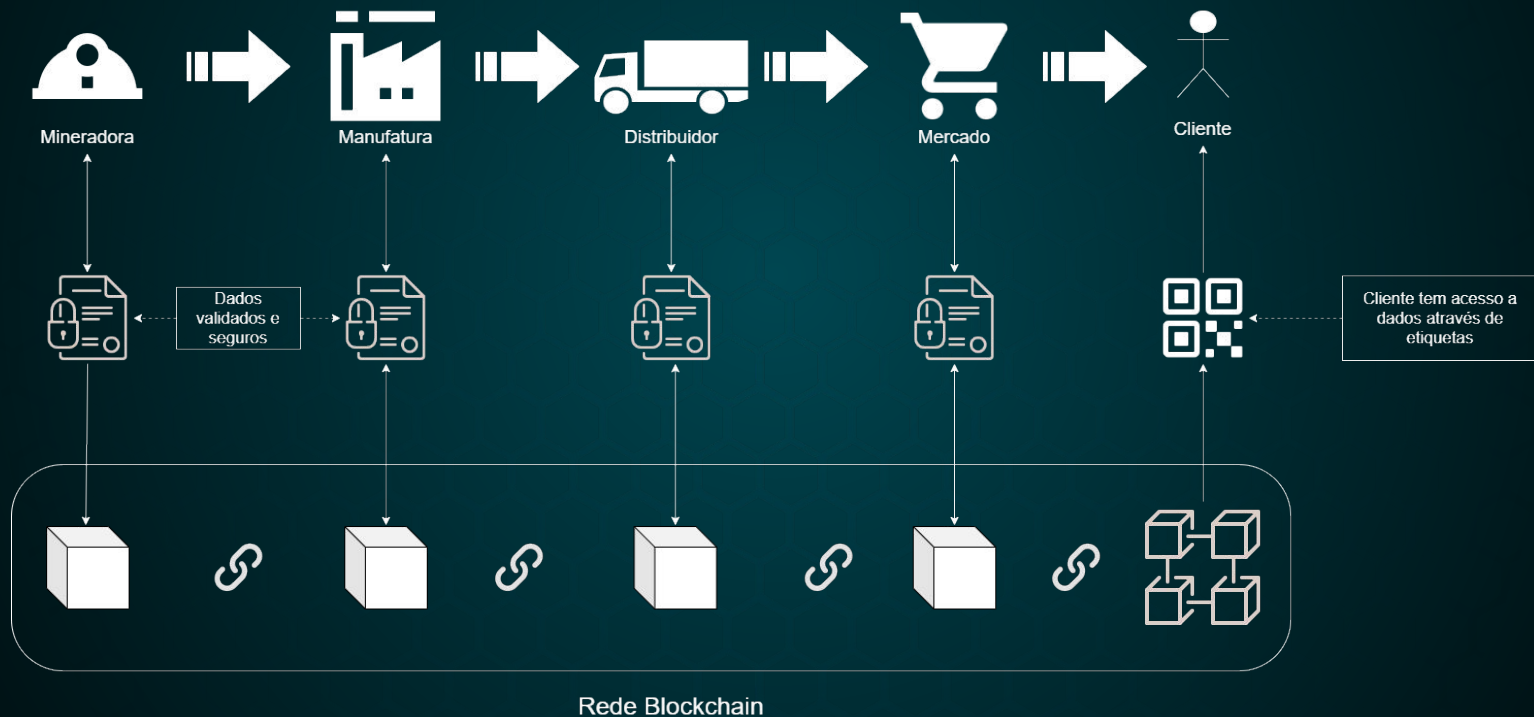 Mineradora
Manufatura
Distribuidor
Mercado
Cliente
Dados
validados e
seguros
Cliente tem acesso a
dados através de
etiquetas
Rede Blockchain